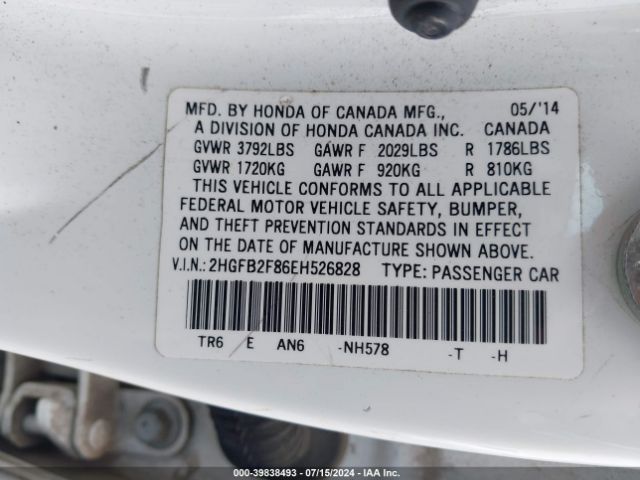 MFD. BY HONDA OF CANADA MFG., 05/'14
A DIVISION OF HONDA CANADA INC. CANADA
GVWR 3792LBS GAWR F 2029LBS R 1786LBS
GVWR 1720KG GAWR F 920KG R 810KG
THIS VEHICLE CONFORMS TO ALL APPLICABLE
FEDERAL MOTOR VEHICLE SAFETY, BUMPER,
AND THEFT PREVENTION STANDARDS IN EFFECT
ON THE DATE OF MANUFACTURE SHOWN ABOVE.
V.I.N.: 2HGFB2F86EH526828 TYPE: PASSENGER CAR
TR6 E AN6 -NH578 -T -H
000-39838493 - 07/15/2024 - IAA Inc.